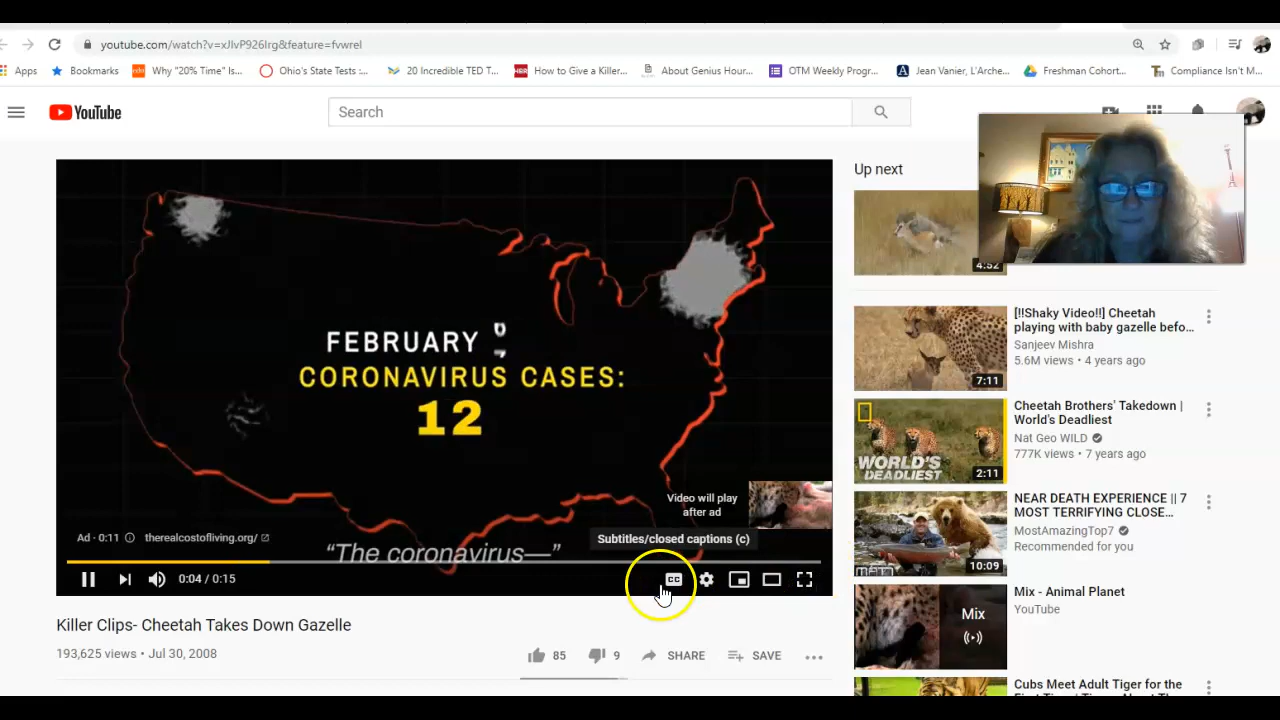 youtube.com/watch?v=xJlvP926Irg&feature=fvwrel
Apps
Bookmarks
Why "20% Time" Is...
Ohio's State Tests :...
20 Incredible TED T...
How to Give a Killer...
About Genius Hour...
OTM Weekly Progr...
Jean Vanier, L'Arche...
Freshman Cohort...
Compliance Isn't M...
YouTube
Search
Up next
4:52
FEBRUARY
CORONAVIRUS CASES:
12
Video will play
after ad
Ad · 0:11
therealcostofliving.org/
Subtitles/closed captions (c)
"The coronavirus—"
0:04 / 0:15
CC
Killer Clips- Cheetah Takes Down Gazelle
193,625 views • Jul 30, 2008
85
9
SHARE
SAVE
[!!Shaky Video!!] Cheetah
playing with baby gazelle befo...
Sanjeev Mishra
5.6M views • 4 years ago
7:11
Cheetah Brothers' Takedown |
World's Deadliest
Nat Geo WILD
777K views • 7 years ago
WORLD'S
DEADLIEST
2:11
NEAR DEATH EXPERIENCE || 7
MOST TERRIFYING CLOSE...
MostAmazingTop7
Recommended for you
10:09
Mix - Animal Planet
YouTube
Mix
Cubs Meet Adult Tiger for the